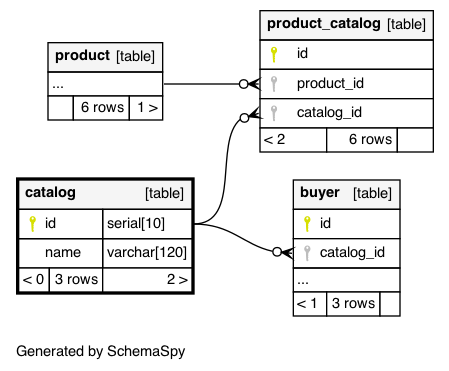 product [table]
...
6 rows 1 >
product_catalog [table]
id
product_id
catalog_id
< 2 6 rows
catalog [table]
id serial[10]
name varchar[120]
< 0 3 rows 2 >
buyer [table]
id
catalog_id
...
< 1 3 rows
Generated by SchemaSpy